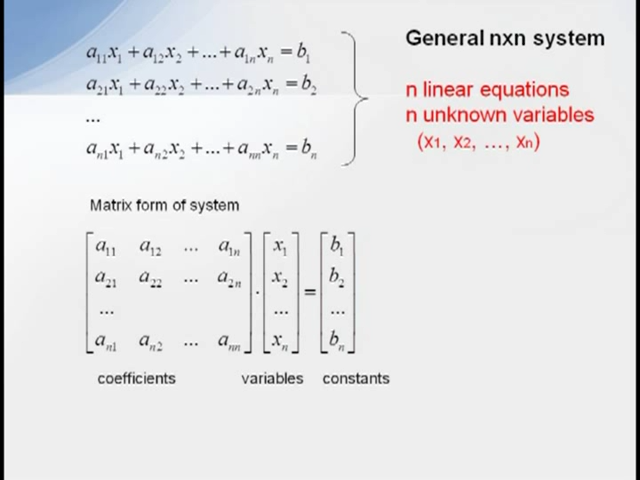 General nxn system
a₁₁x₁ + a₁₂x₂ + ... + a₁ₙxₙ = b₁
a₂₁x₁ + a₂₂x₂ + ... + a₂ₙxₙ = b₂
...
aₙ₁x₁ + aₙ₂x₂ + ... + aₙₙxₙ = bₙ
n linear equations
n unknown variables
(x₁, x₂, ..., xₙ)
Matrix form of system
[a₁₁ a₁₂ ... a₁ₙ] [x₁] [b₁]
[a₂₁ a₂₂ ... a₂ₙ] · [x₂] = [b₂]
[...] [...] [...]
[aₙ₁ aₙ₂ ... aₙₙ] [xₙ] [bₙ]
coefficients variables constants